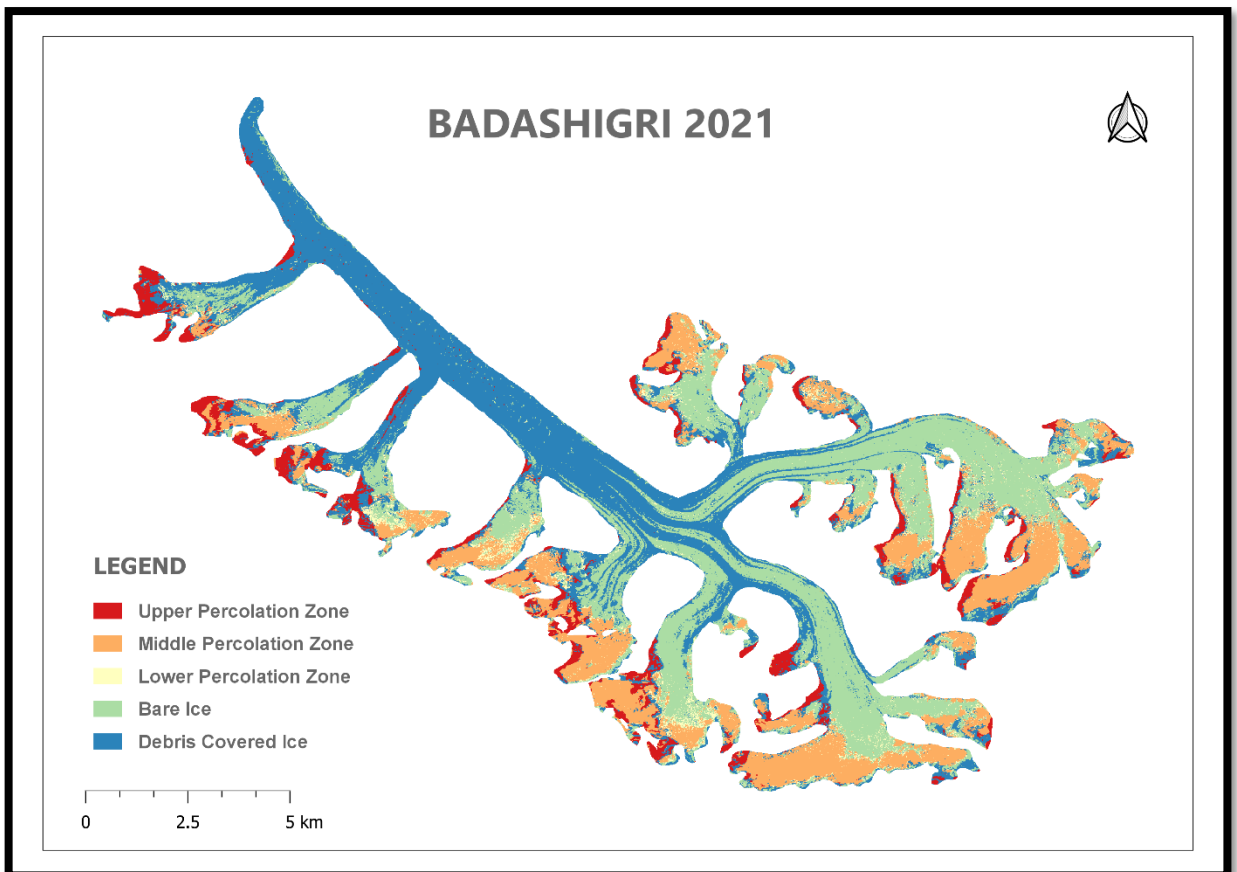 BADASHIGRI 2021
LEGEND
Upper Percolation Zone
Middle Percolation Zone
Lower Percolation Zone
Bare Ice
Debris Covered Ice
0 2.5 5 km